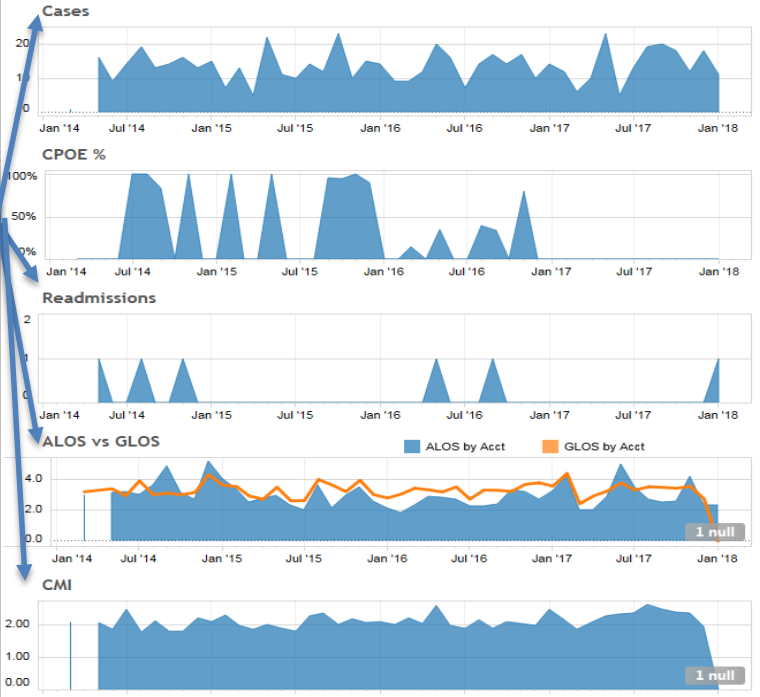 Cases
20
10
0
Jan '14 Jul '14 Jan '15 Jul '15 Jan '16 Jul '16 Jan '17 Jul '17 Jan '18
CPOE %
100%
50%
0%
Jan '14 Jul '14 Jan '15 Jul '15 Jan '16 Jul '16 Jan '17 Jul '17 Jan '18
Readmissions
2
1
0
Jan '14 Jul '14 Jan '15 Jul '15 Jan '16 Jul '16 Jan '17 Jul '17 Jan '18
ALOS vs GLOS
ALOS by Acct GLOS by Acct
4.0
2.0
0.0
1 null
Jan '14 Jul '14 Jan '15 Jul '15 Jan '16 Jul '16 Jan '17 Jul '17 Jan '18
CMI
2.00
1.00
0.00
1 null